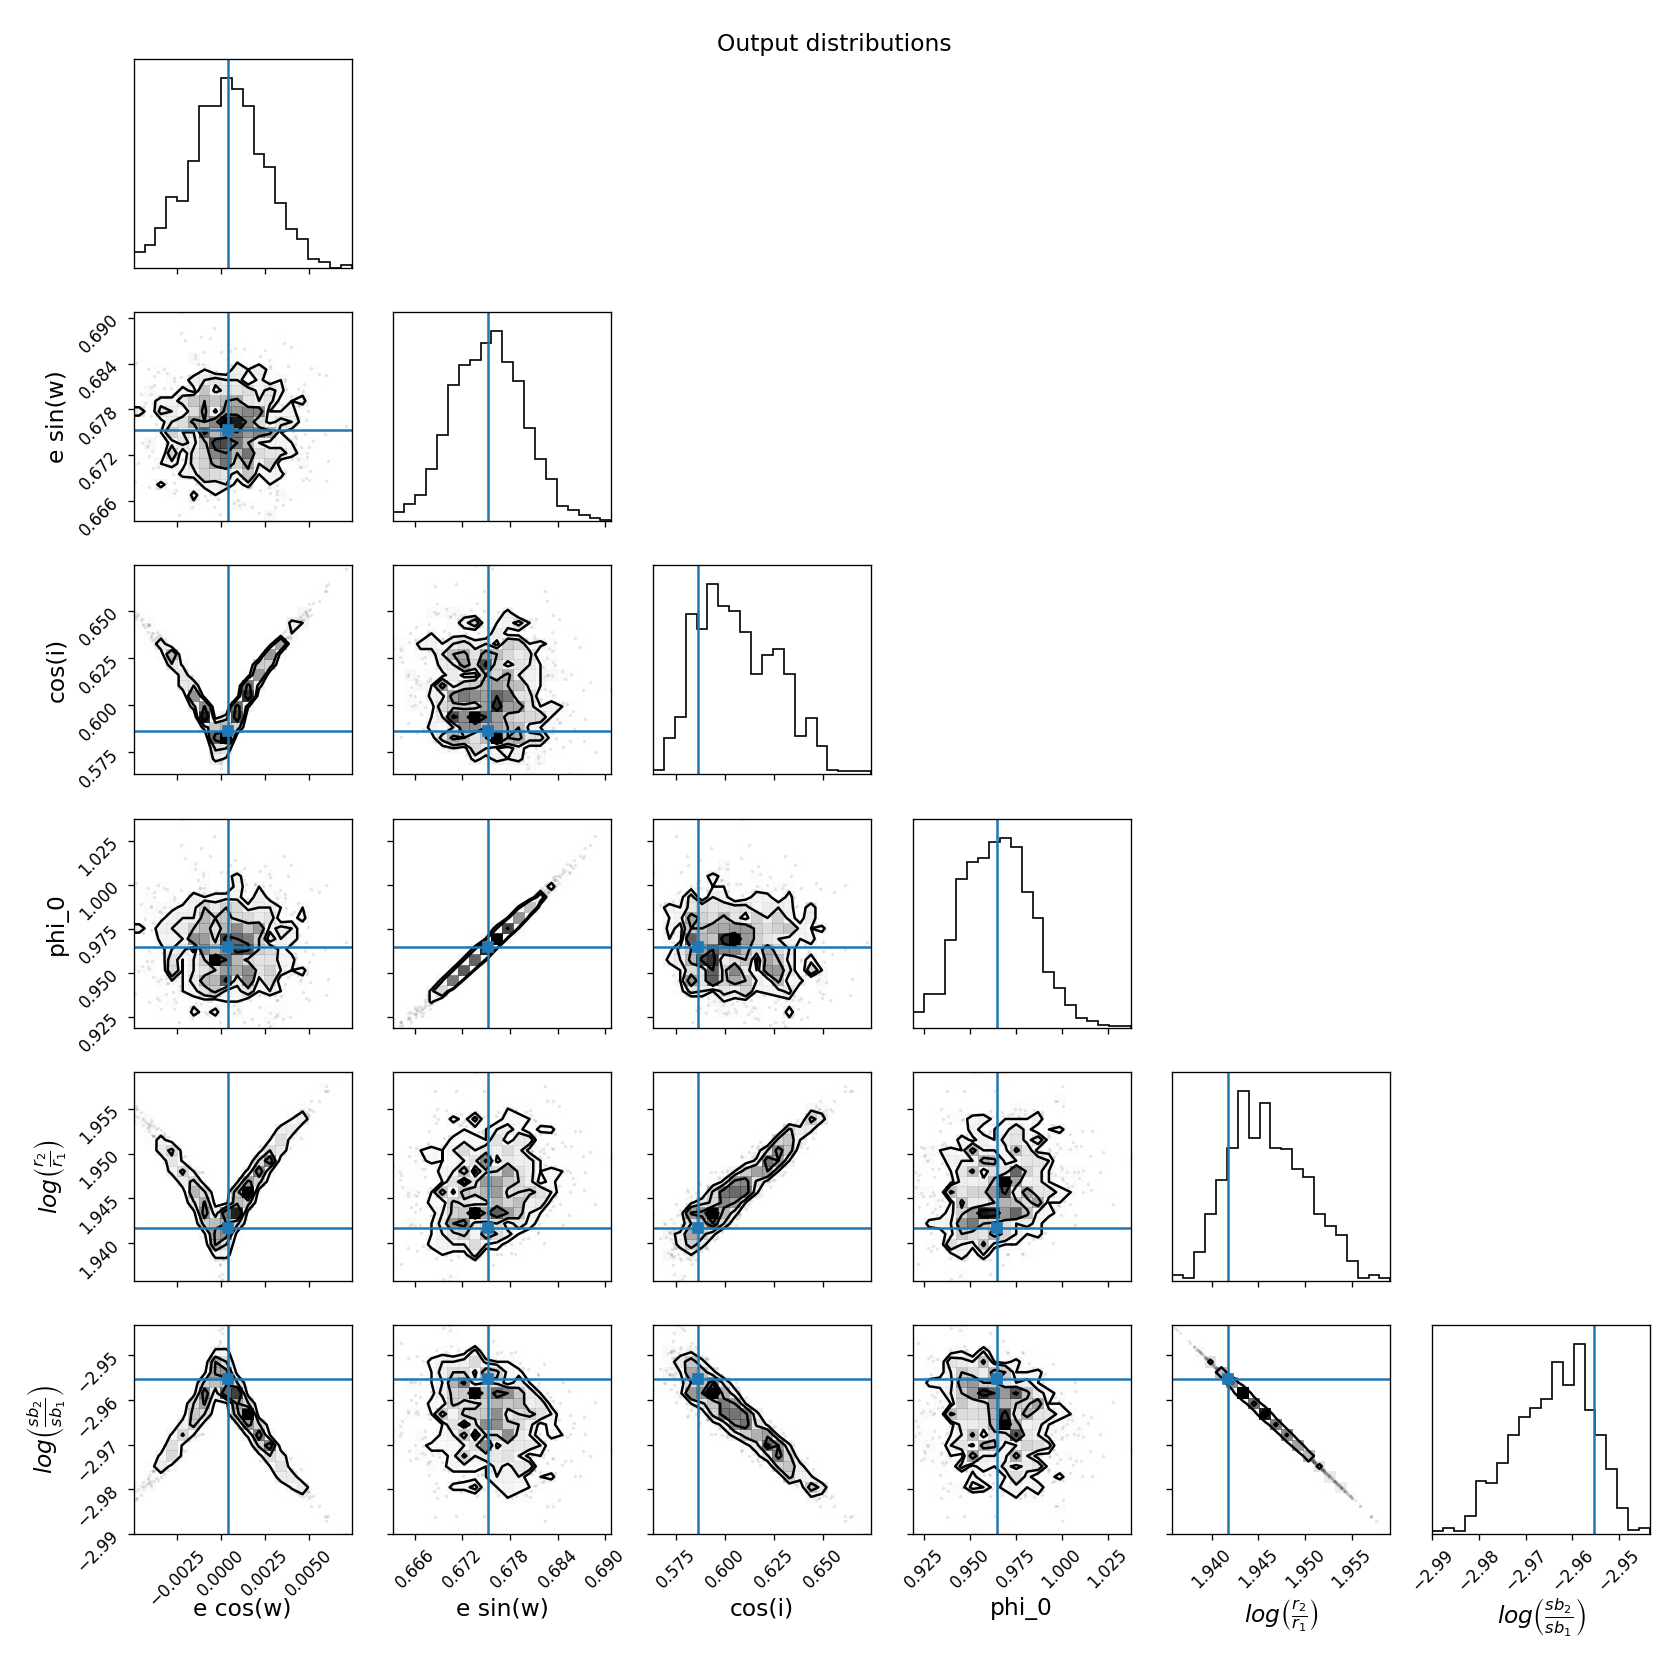 Output distributions
0.690
0.684
0.678
0.672
0.666
e sin(w)
0.650
0.625
0.600
0.575
cos(i)
1.025
1.000
0.975
0.950
0.925
phi_0
1.955
1.950
1.945
1.940
log(r₂/r₁)
−2.95
−2.96
−2.97
−2.98
−2.99
log(sb₂/sb₁)
−0.0025 0.0000 0.0025 0.0050
0.666 0.672 0.678 0.684 0.690
0.575 0.600 0.625 0.650
0.925 0.950 0.975 1.000 1.025
1.940 1.945 1.950 1.955
−2.99 −2.98 −2.97 −2.96 −2.95
e cos(w) e sin(w) cos(i) phi_0 log(r₂/r₁) log(sb₂/sb₁)